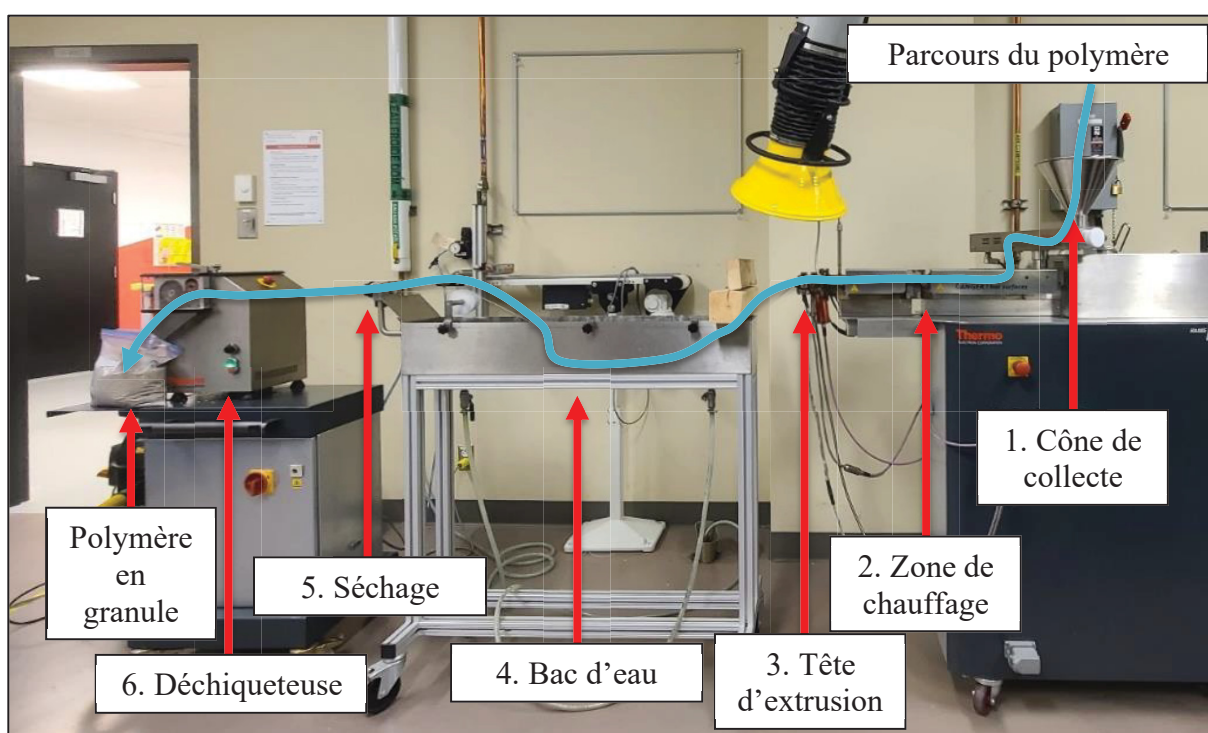 Parcours du polymère
1. Cône de
collecte
2. Zone de
chauffage
3. Tête
d'extrusion
4. Bac d'eau
5. Séchage
6. Déchiqueteuse
Polymère
en
granule
Thermo